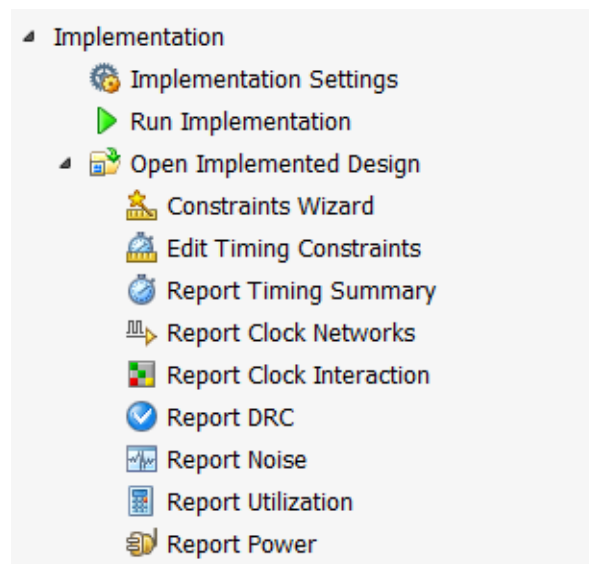 Implementation
Implementation Settings
Run Implementation
Open Implemented Design
Constraints Wizard
Edit Timing Constraints
Report Timing Summary
Report Clock Networks
Report Clock Interaction
Report DRC
Report Noise
Report Utilization
Report Power